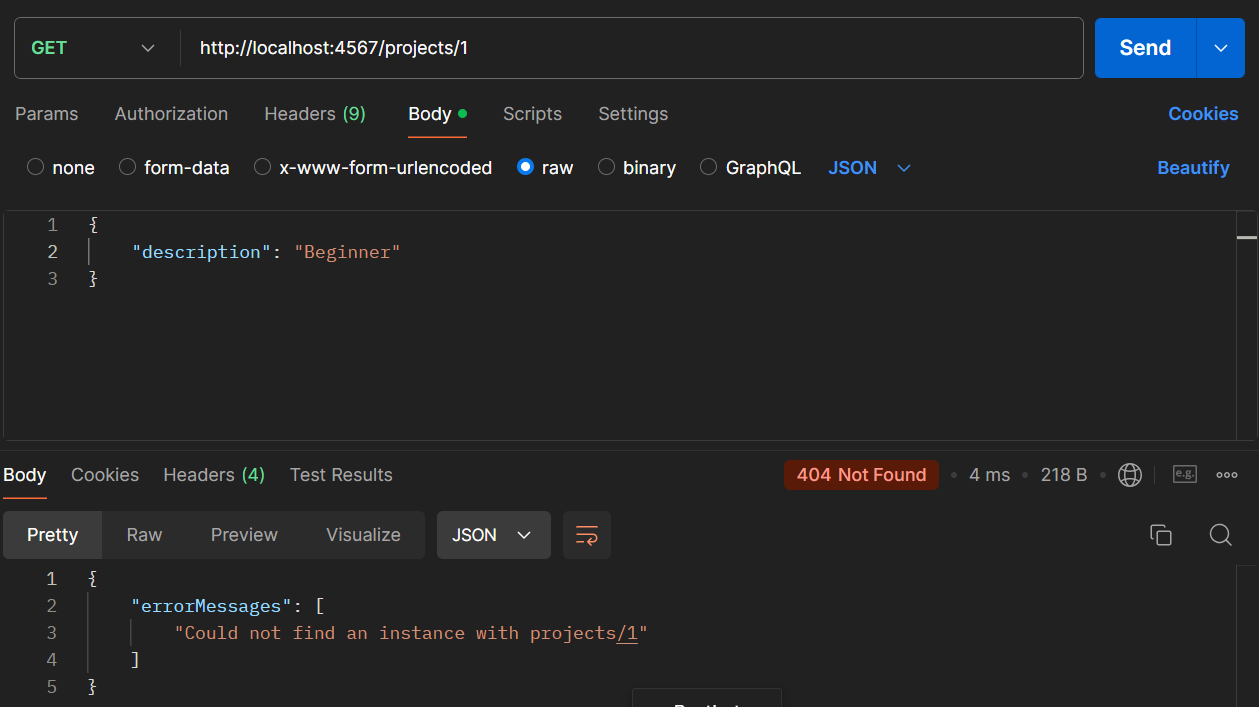 GET http://localhost:4567/projects/1 Send
Params Authorization Headers (9) Body Scripts Settings Cookies
none form-data x-www-form-urlencoded raw binary GraphQL JSON Beautify
1 {
2 "description": "Beginner"
3 }
Body Cookies Headers (4) Test Results 404 Not Found 4 ms 218 B e.g.
Pretty Raw Preview Visualize JSON
1 {
2 "errorMessages": [
3 "Could not find an instance with projects/1"
4 ]
5 }